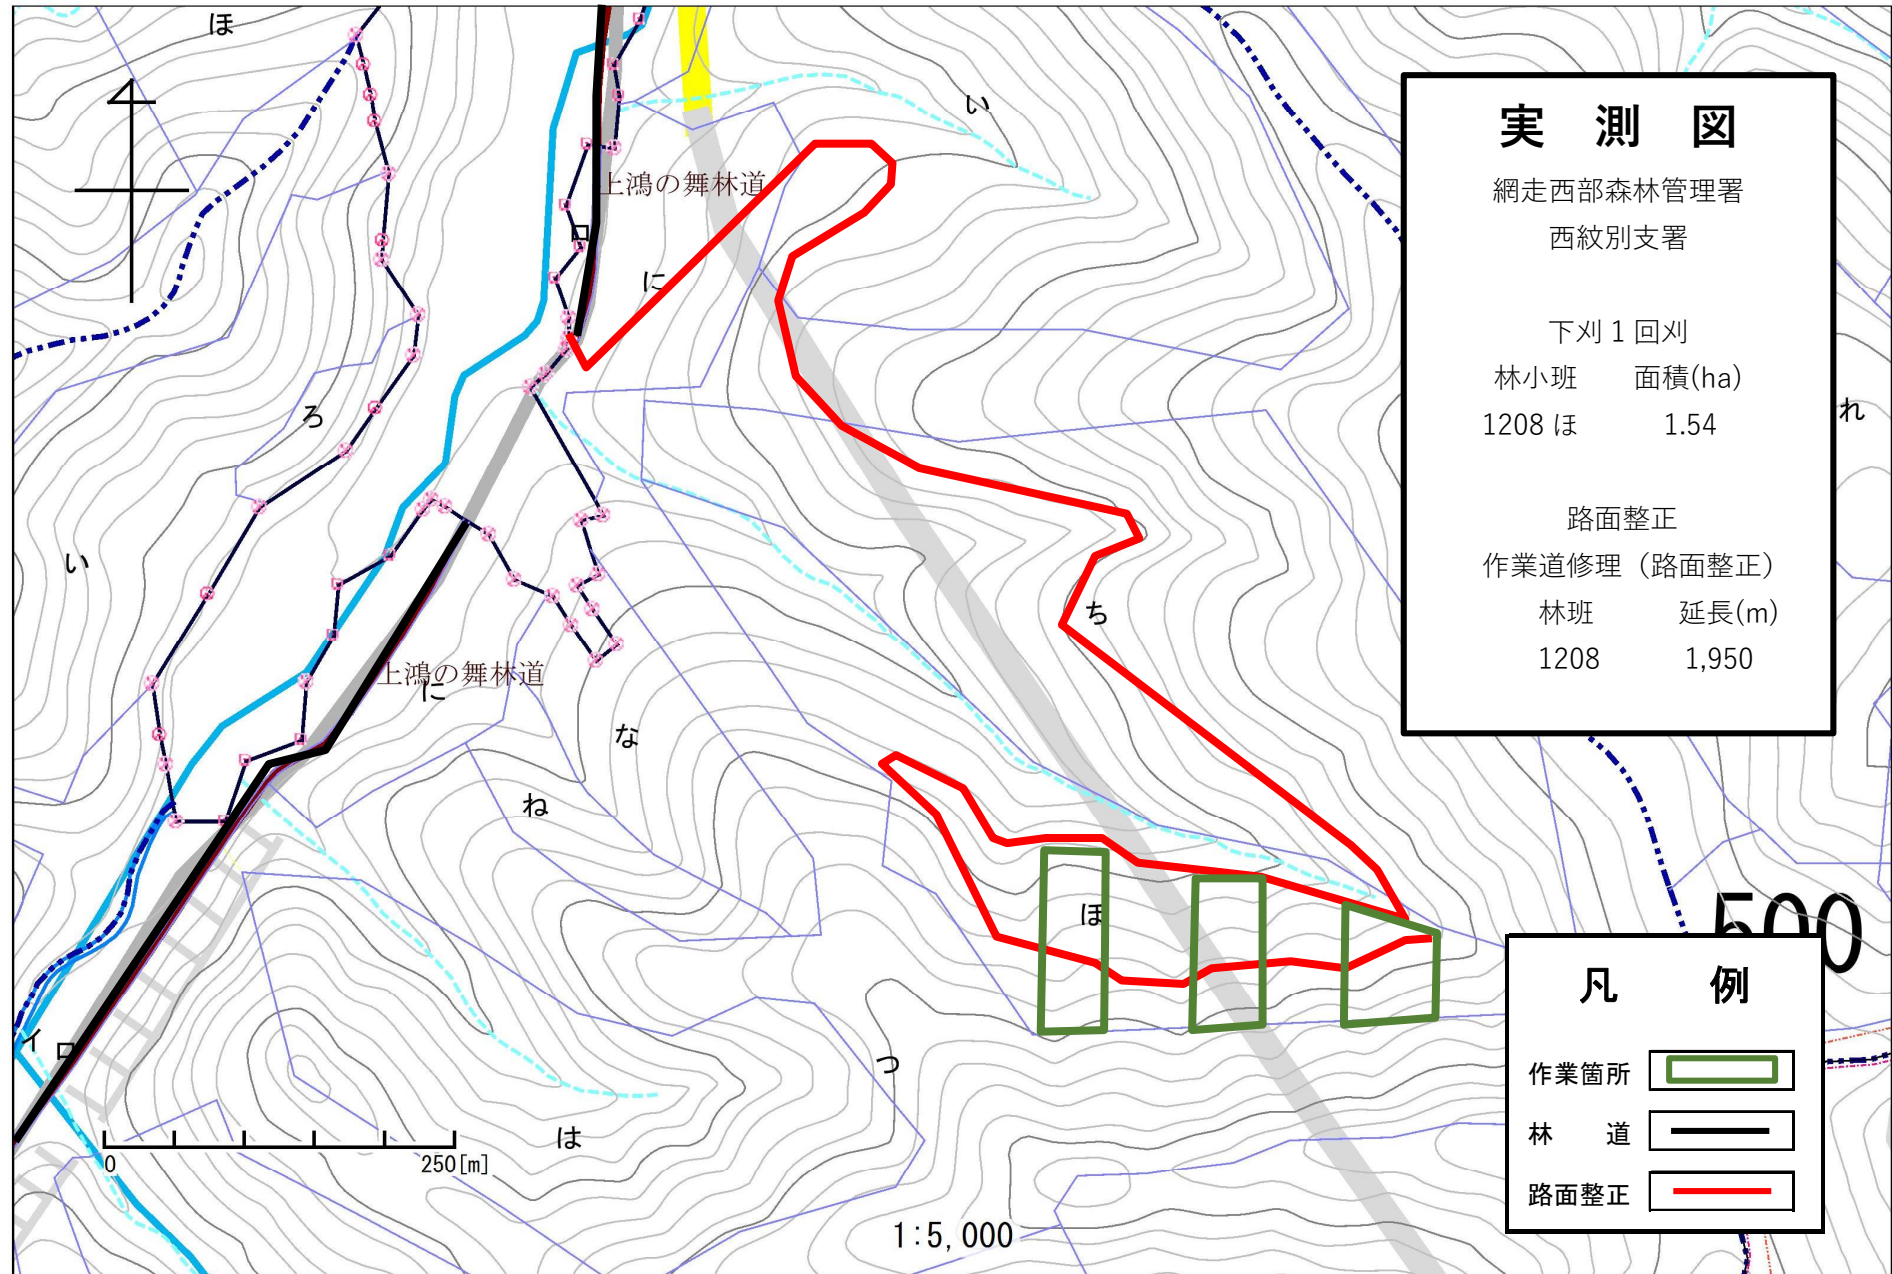 ほ
い
実 測 図
網走西部森林管理署
西紋別支署
下刈１回刈
林小班 面積(ha)
1208 ほ 1.54
路面整正
作業道修理（路面整正）
林班 延長(m)
1208 1,950
上鴻の舞林道
ロ
に
ろ
れ
い
ち
上鴻の舞林道
に
な
ね
ほ
500
イ
ロ
つ
は
0 250[m]
1:5,000
凡 例
作業箇所
林 道
路面整正